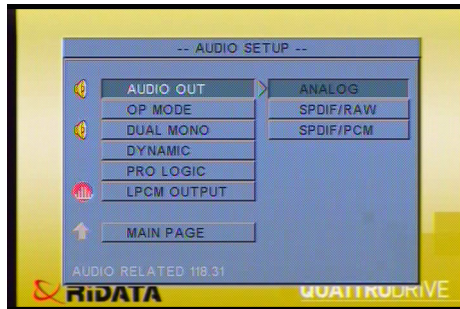 -- AUDIO SETUP --
AUDIO OUT
ANALOG
OP MODE
SPDIF/RAW
DUAL MONO
SPDIF/PCM
DYNAMIC
PRO LOGIC
LPCM OUTPUT
MAIN PAGE
AUDIO RELATED 118.31
RiDATA
QUATTRODRIVE